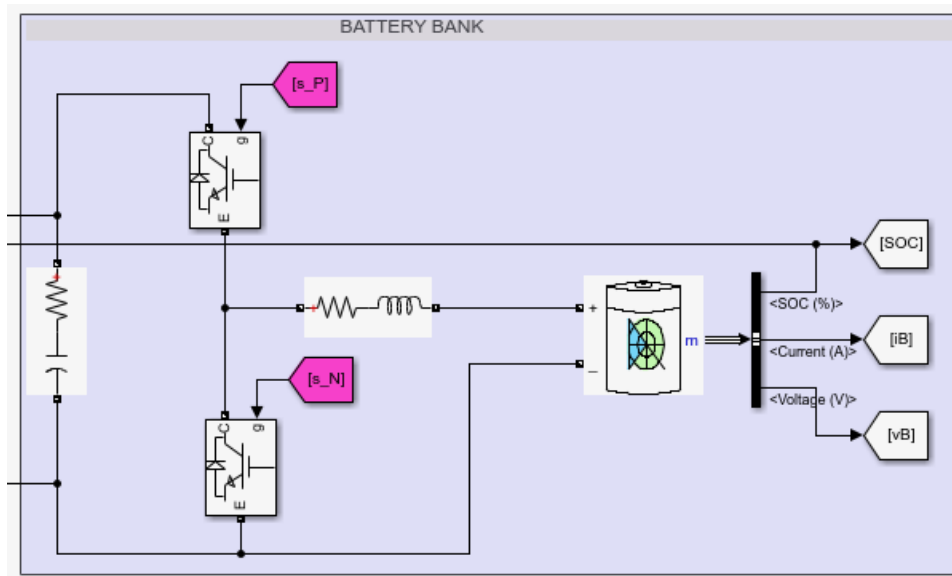 BATTERY BANK
[s_P]
C
g
E
[SOC]
<SOC (%)>
+
+
+
m
[iB]
<Current (A)>
[s_N]
_
<Voltage (V)>
C
g
[vB]
E